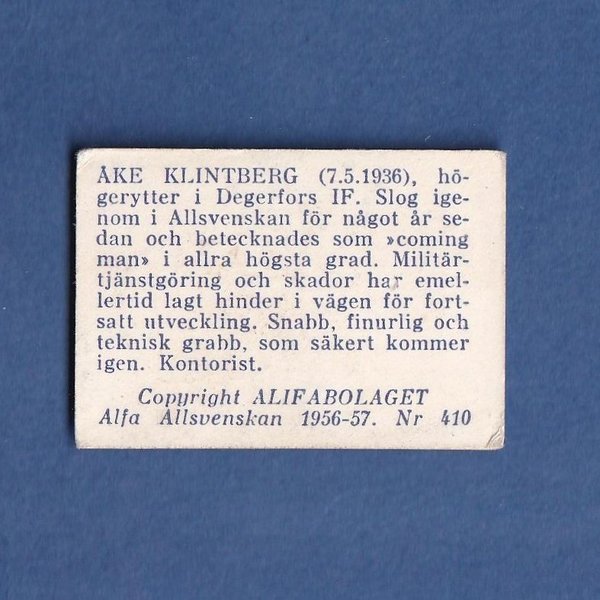 ÅKE KLINTBERG (7.5.1936), hö-
gerytter i Degerfors IF. Slog ige-
nom i Allsvenskan för något år se-
dan och betecknades som »coming
man» i allra högsta grad. Militär-
tjänstgöring och skador har emel-
lertid lagt hinder i vägen för fort-
satt utveckling. Snabb, finurlig och
teknisk grabb, som säkert kommer
igen. Kontorist.
Copyright ALIFABOLAGET
Alfa Allsvenskan 1956-57. Nr 410